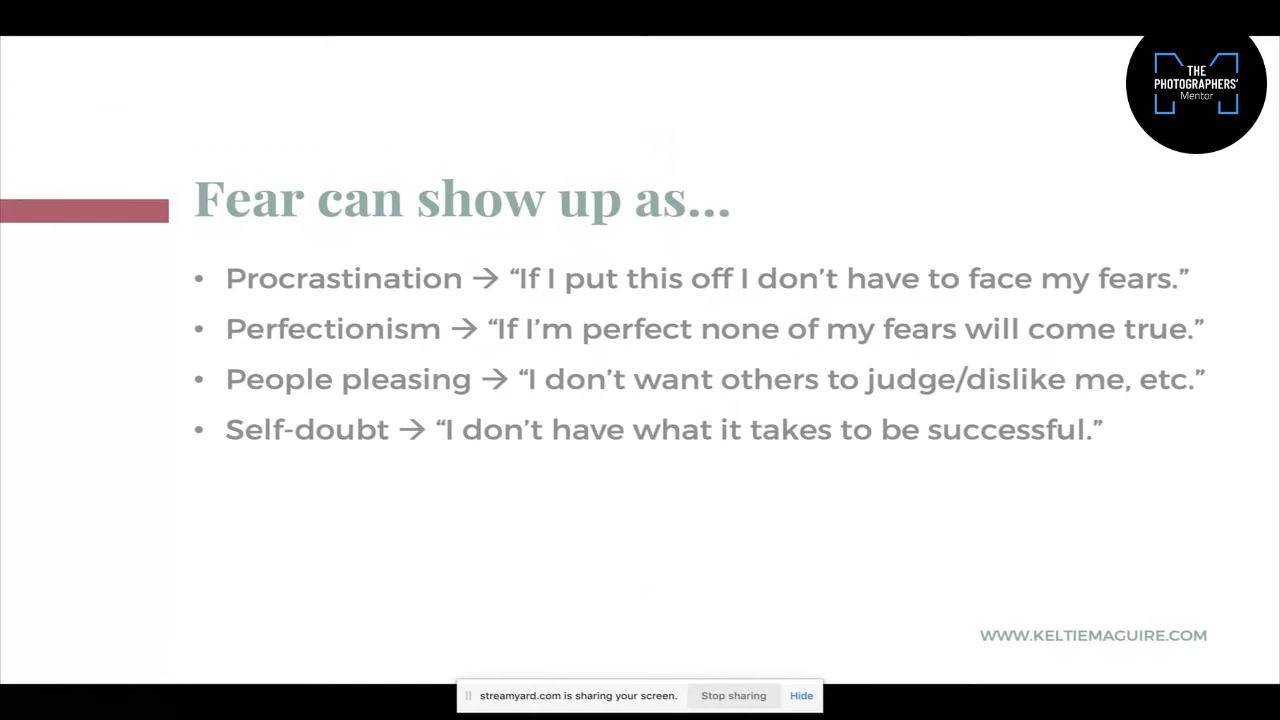 THE
PHOTOGRAPHERS'
Mentor
Fear can show up as...
• Procrastination → “If I put this off I don’t have to face my fears.”
• Perfectionism → “If I’m perfect none of my fears will come true.”
• People pleasing → “I don’t want others to judge/dislike me, etc.”
• Self-doubt → “I don’t have what it takes to be successful.”
WWW.KELTIEMAGUIRE.COM
streamyard.com is sharing your screen. Stop sharing Hide